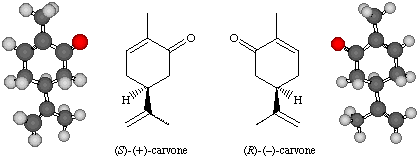 O O
H H
(S)-(+)-carvone (R)-(–)-carvone